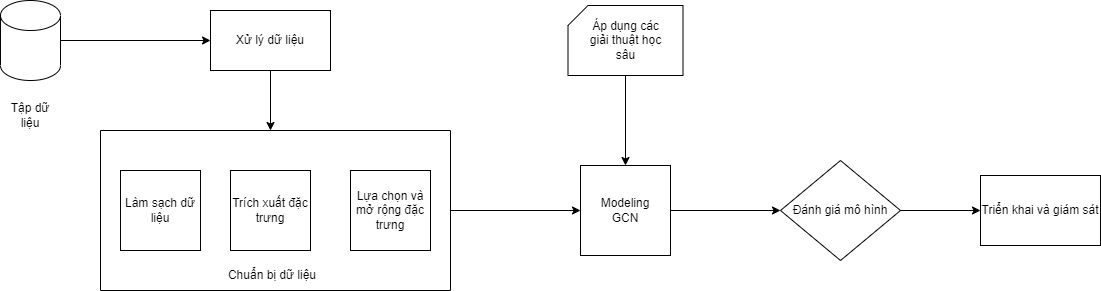 Tập dữ
liệu
Xử lý dữ liệu
Áp dụng các
giải thuật học
sâu
Làm sạch dữ
liệu
Trích xuất đặc
trưng
Lựa chọn và
mở rộng đặc
trưng
Chuẩn bị dữ liệu
Modeling
GCN
Đánh giá mô hình
Triển khai và giám sát